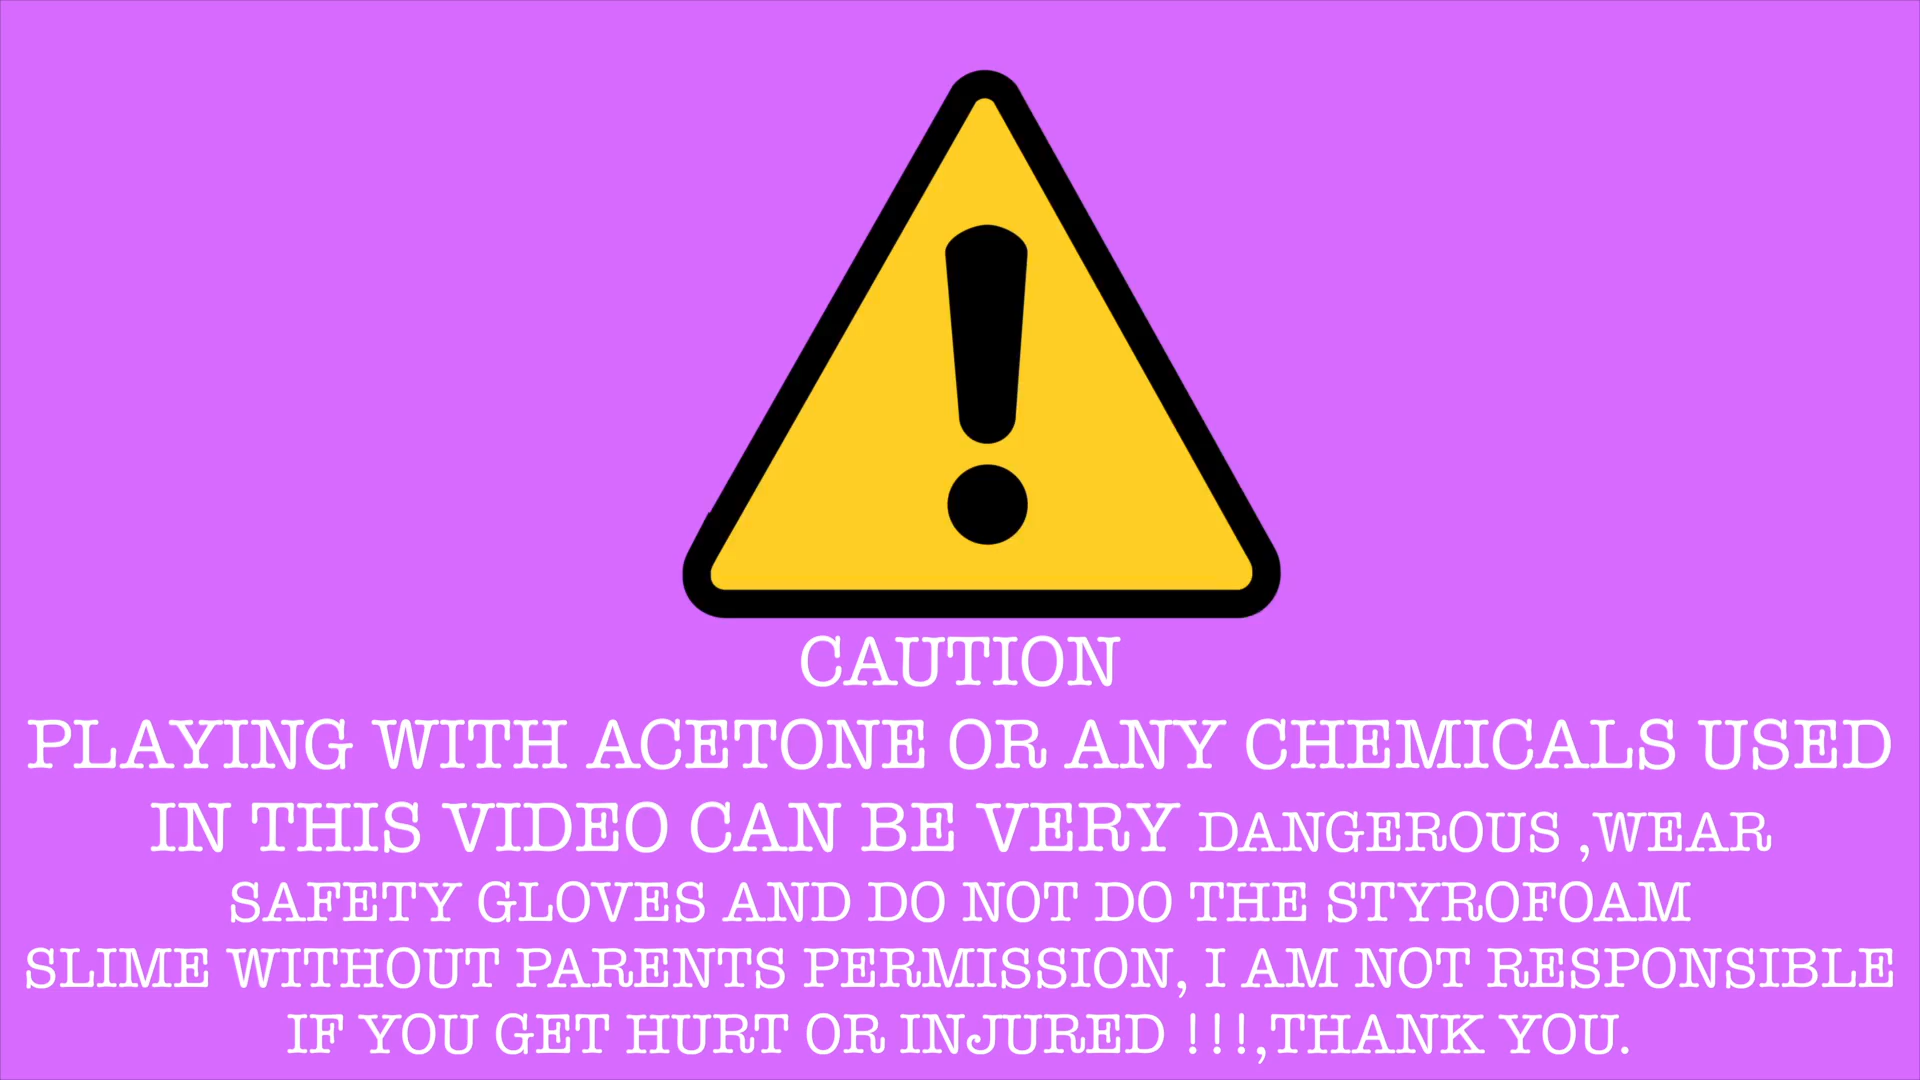 CAUTION
PLAYING WITH ACETONE OR ANY CHEMICALS USED
IN THIS VIDEO CAN BE VERY DANGEROUS ,WEAR
SAFETY GLOVES AND DO NOT DO THE STYROFOAM
SLIME WITHOUT PARENTS PERMISSION, I AM NOT RESPONSIBLE
IF YOU GET HURT OR INJURED !!!,THANK YOU.